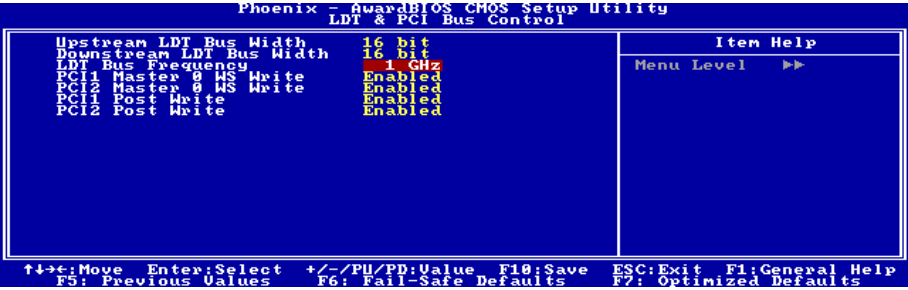 Phoenix - AwardBIOS CMOS Setup Utility
LDT & PCI Bus Control
Upstream LDT Bus Width 16 bit
Downstream LDT Bus Width 16 bit
LDT Bus Frequency 1 GHz
PCI1 Master 0 WS Write Enabled
PCI2 Master 0 WS Write Enabled
PCI1 Post Write Enabled
PCI2 Post Write Enabled
Item Help
Menu Level ▶▶
↑↓→←:Move Enter:Select +/-/PU/PD:Value F10:Save ESC:Exit F1:General Help
F5: Previous Values F6: Fail-Safe Defaults F7: Optimized Defaults